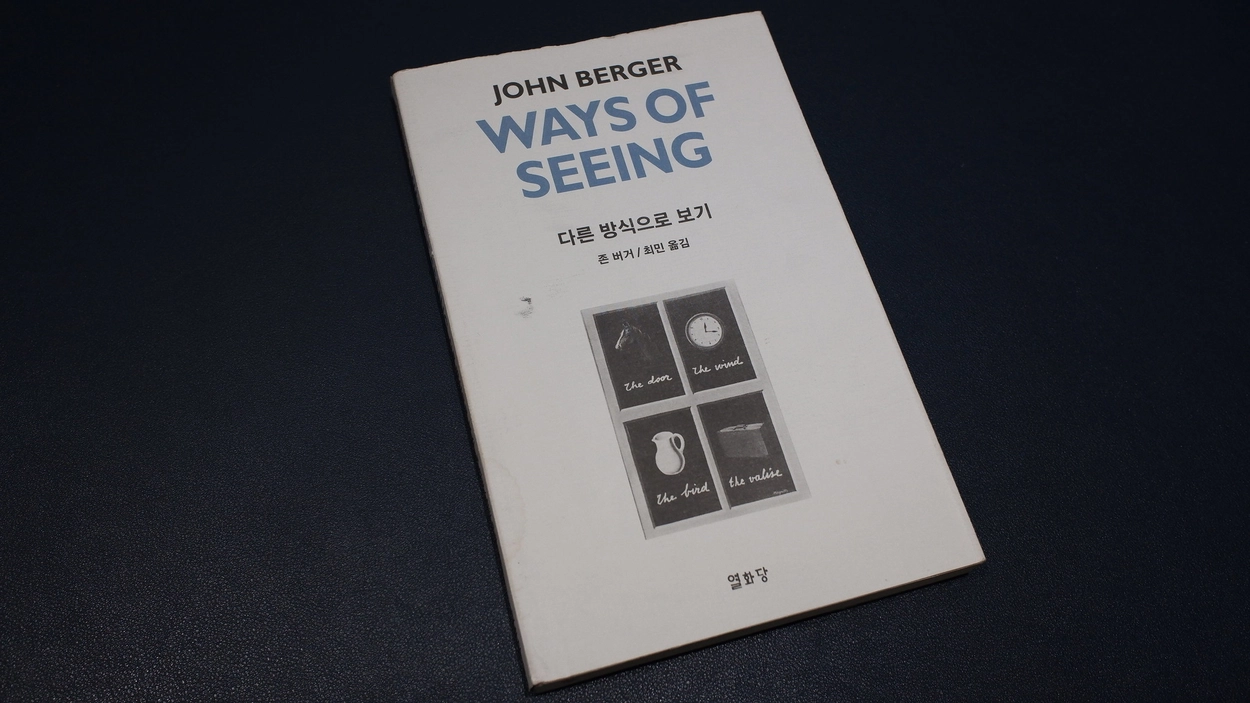 JOHN BERGER
WAYS OF
SEEING
다른 방식으로 보기
존 버거 / 최민 옮김
the door
the wind
the bird
the valise
열화당